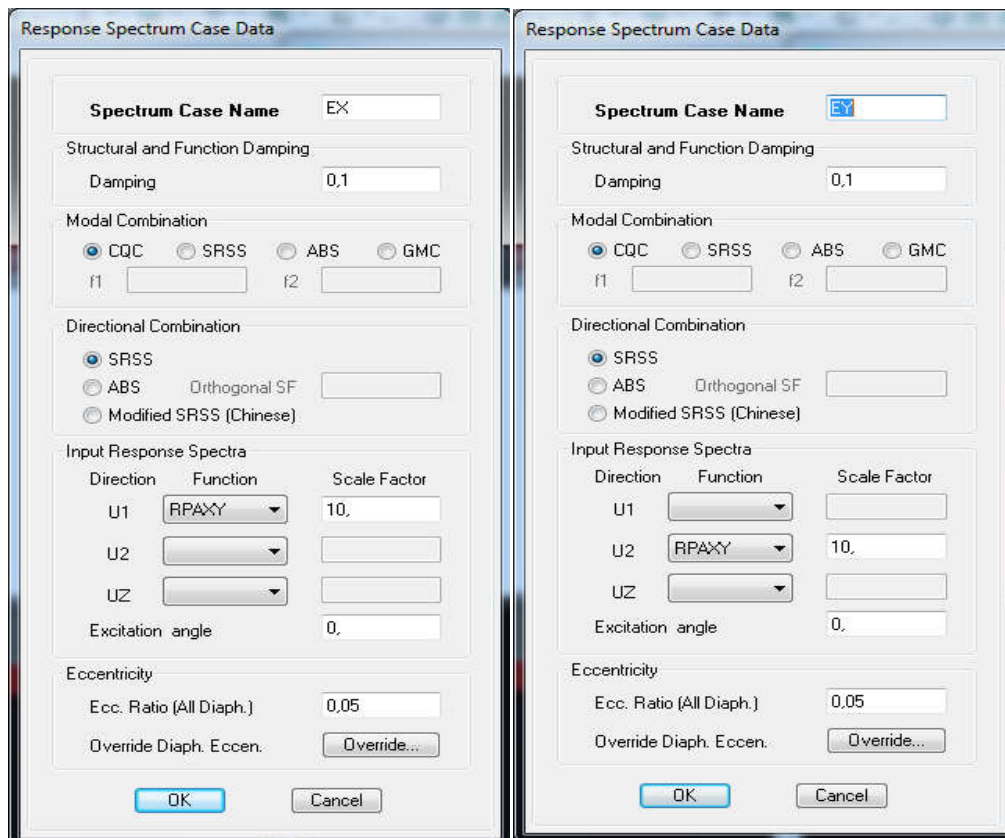 Response Spectrum Case Data
Spectrum Case Name EX
Structural and Function Damping
Damping 0,1
Modal Combination
CQC SRSS ABS GMC
f1 f2
Directional Combination
SRSS
ABS Orthogonal SF
Modified SRSS (Chinese)
Input Response Spectra
Direction Function Scale Factor
U1 RPAXY 10,
U2
UZ
Excitation angle 0,
Eccentricity
Ecc. Ratio (All Diaph.) 0,05
Override Diaph. Eccen. Override...
OK Cancel
Response Spectrum Case Data
Spectrum Case Name EY
Structural and Function Damping
Damping 0,1
Modal Combination
CQC SRSS ABS GMC
f1 f2
Directional Combination
SRSS
ABS Orthogonal SF
Modified SRSS (Chinese)
Input Response Spectra
Direction Function Scale Factor
U1
U2 RPAXY 10,
UZ
Excitation angle 0,
Eccentricity
Ecc. Ratio (All Diaph.) 0,05
Override Diaph. Eccen. Override...
OK Cancel